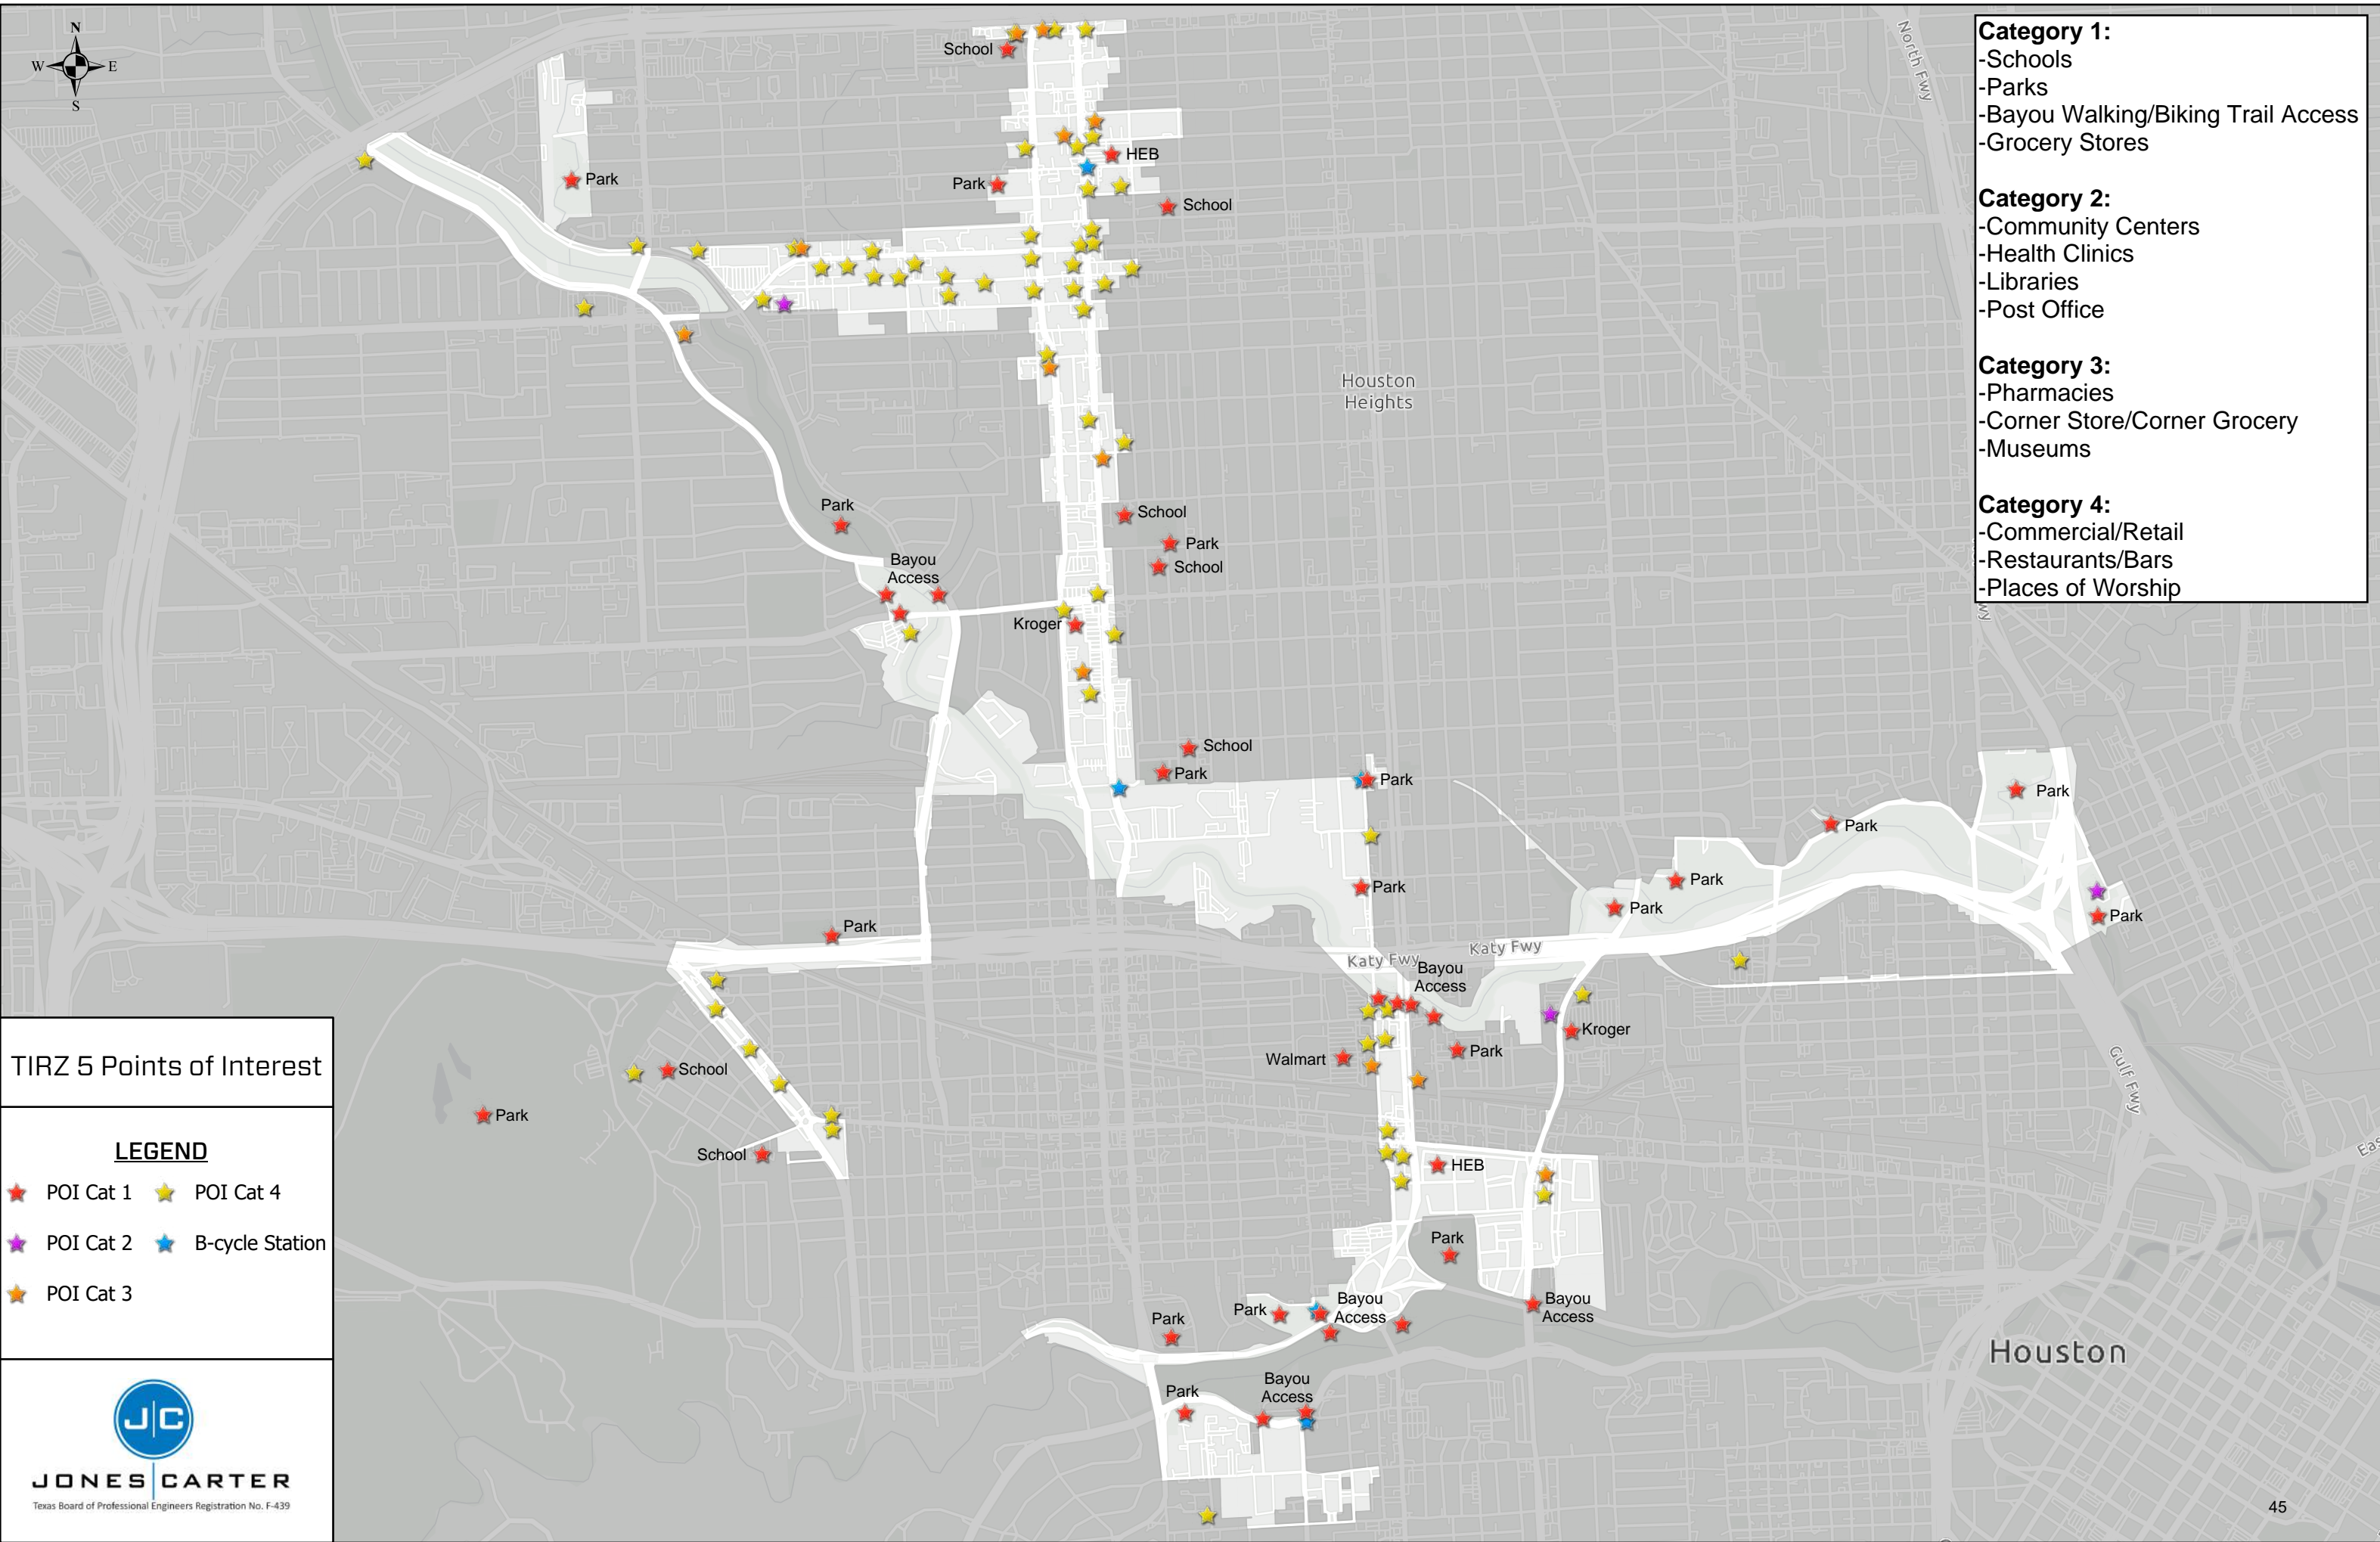 N
W E
S
Category 1:
-Schools
-Parks
-Bayou Walking/Biking Trail Access
-Grocery Stores
Category 2:
-Community Centers
-Health Clinics
-Libraries
-Post Office
Category 3:
-Pharmacies
-Corner Store/Corner Grocery
-Museums
Category 4:
-Commercial/Retail
-Restaurants/Bars
-Places of Worship
North Fwy
School
HEB
Park
Park
School
Houston
Heights
Park
School
Park
School
Bayou
Access
Kroger
School
Park
Park
Park
Park
Park
Park
Park
Park
Park
Katy Fwy
Katy Fwy
Bayou
Access
Kroger
Park
Walmart
Gulf Fwy
School
Park
School
HEB
Park
Park
Bayou
Access
Bayou
Access
Park
Houston
Park
Bayou
Access
TIRZ 5 Points of Interest
LEGEND
POI Cat 1 POI Cat 4
POI Cat 2 B-cycle Station
POI Cat 3
J|C
JONES|CARTER
Texas Board of Professional Engineers Registration No. F-439
45